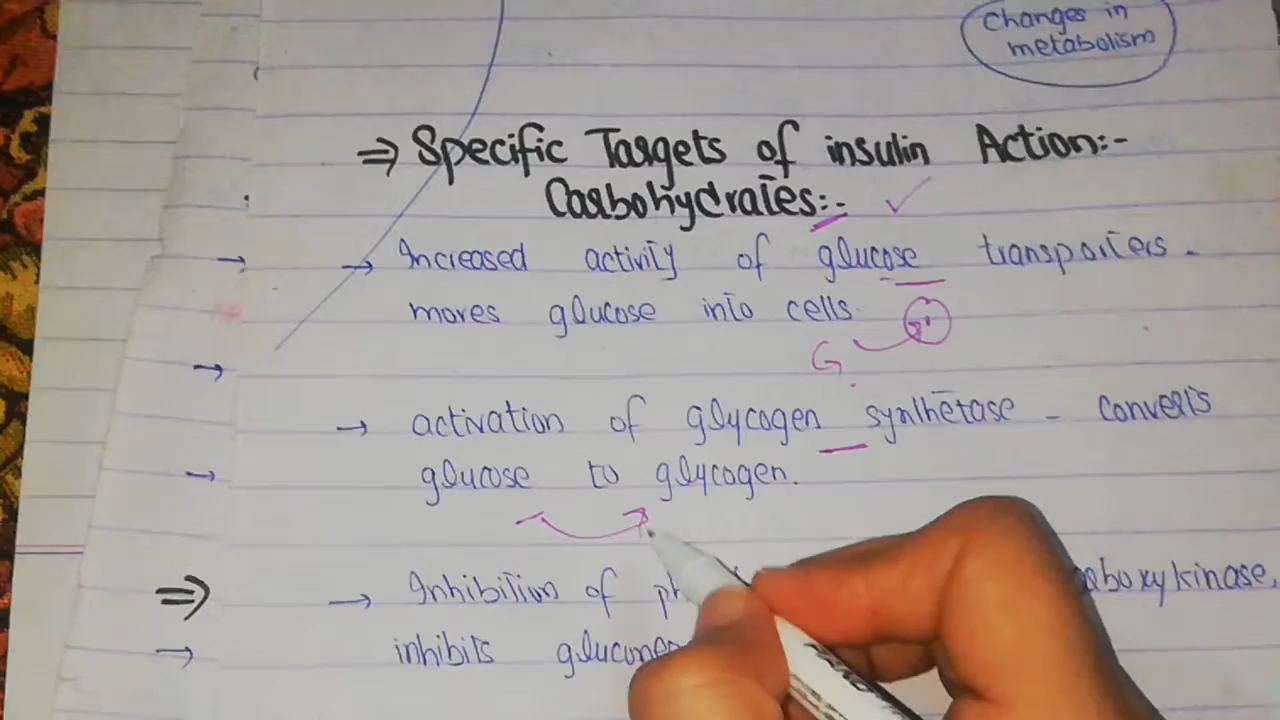 Changes in
metabolism
⇒ Specific Targets of insulin Action:-
Carbohydrates:-
→ Increased activity of glucose transporters.
moves glucose into cells.
G
→ activation of glycogen synthetase - converts
glucose to glycogen.
→ Inhibition of
inhibits